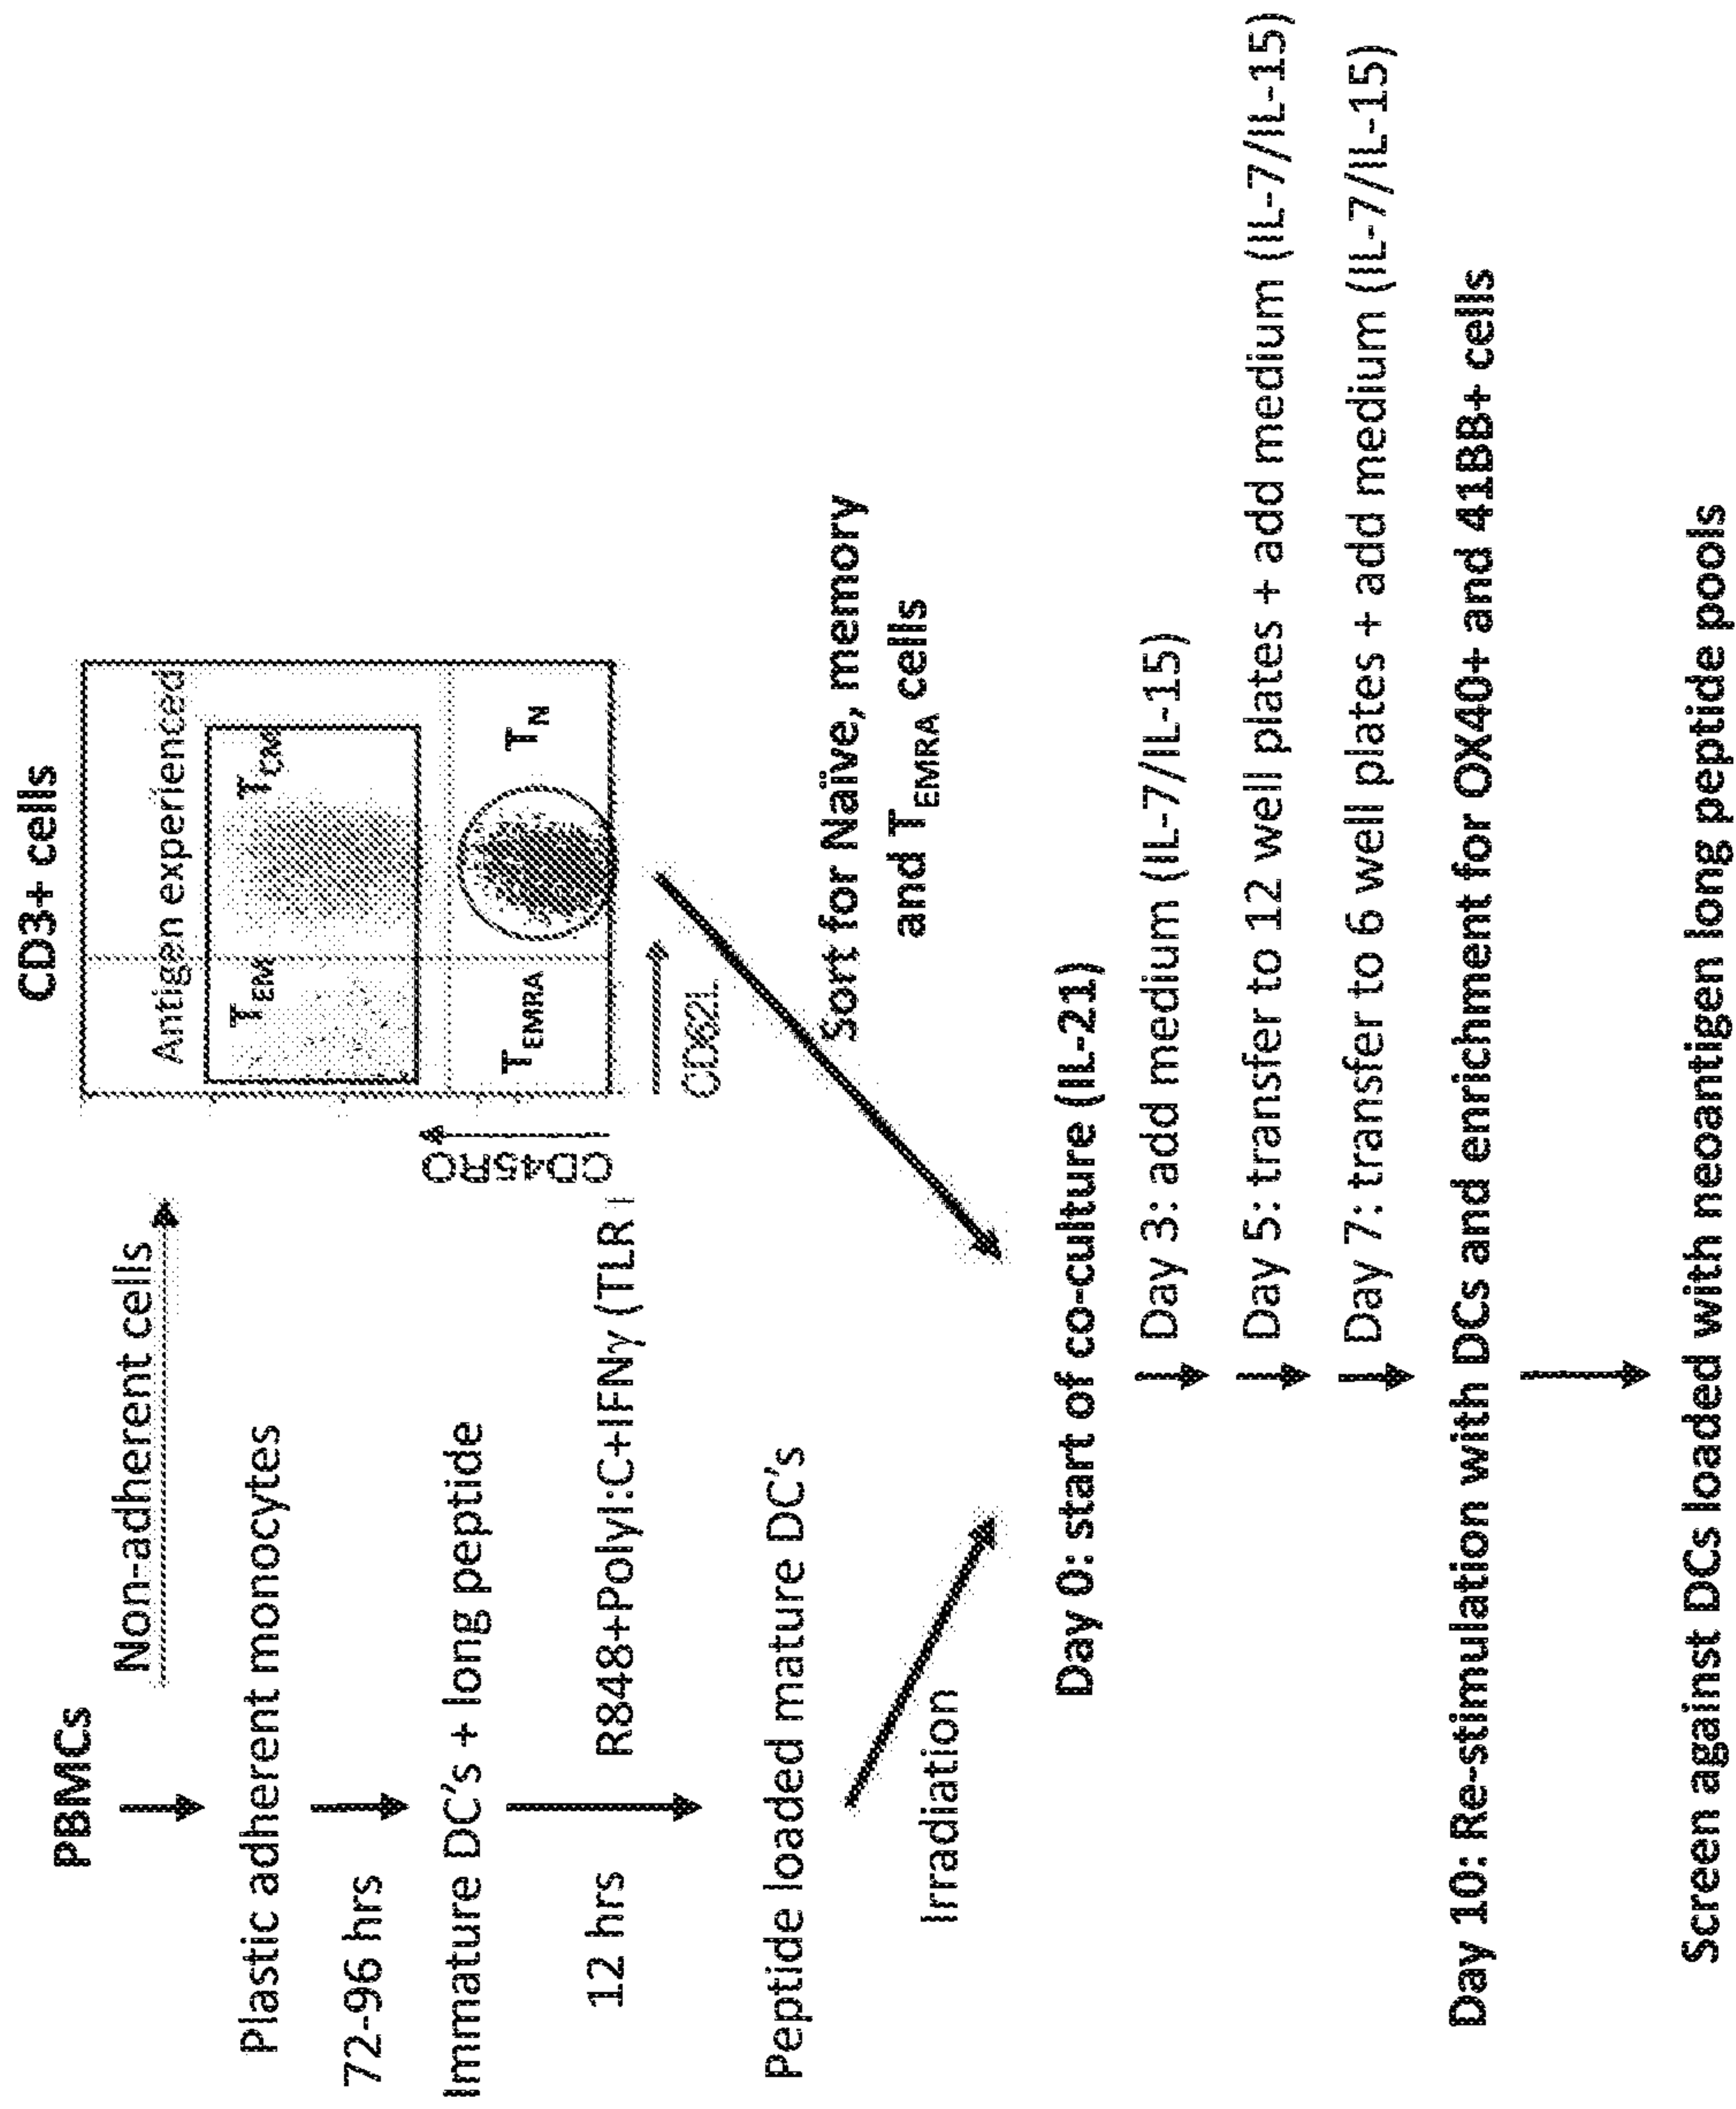 PBMCs
Non-adherent cells
CD3+ cells
Plastic adherent monocytes
72-96 hrs
Immature DC's + long peptide
12 hrs
R848+PolyI:C+IFNγ (TLR
Peptide loaded mature DC's
Irradiation
Antigen experienced
TEM
TCM
TEMRA
TN
CD45RO
CD62L
Sort for Naïve, memory
and TEMRA cells
Day 0: start of co-culture (IL-21)
Day 3: add medium (IL-7/IL-15)
Day 5: transfer to 12 well plates + add medium (IL-7/IL-15)
Day 7: transfer to 6 well plates + add medium (IL-7/IL-15)
Day 10: Re-stimulation with DCs and enrichment for OX40+ and 41BB+ cells
Screen against DCs loaded with neoantigen long peptide pools